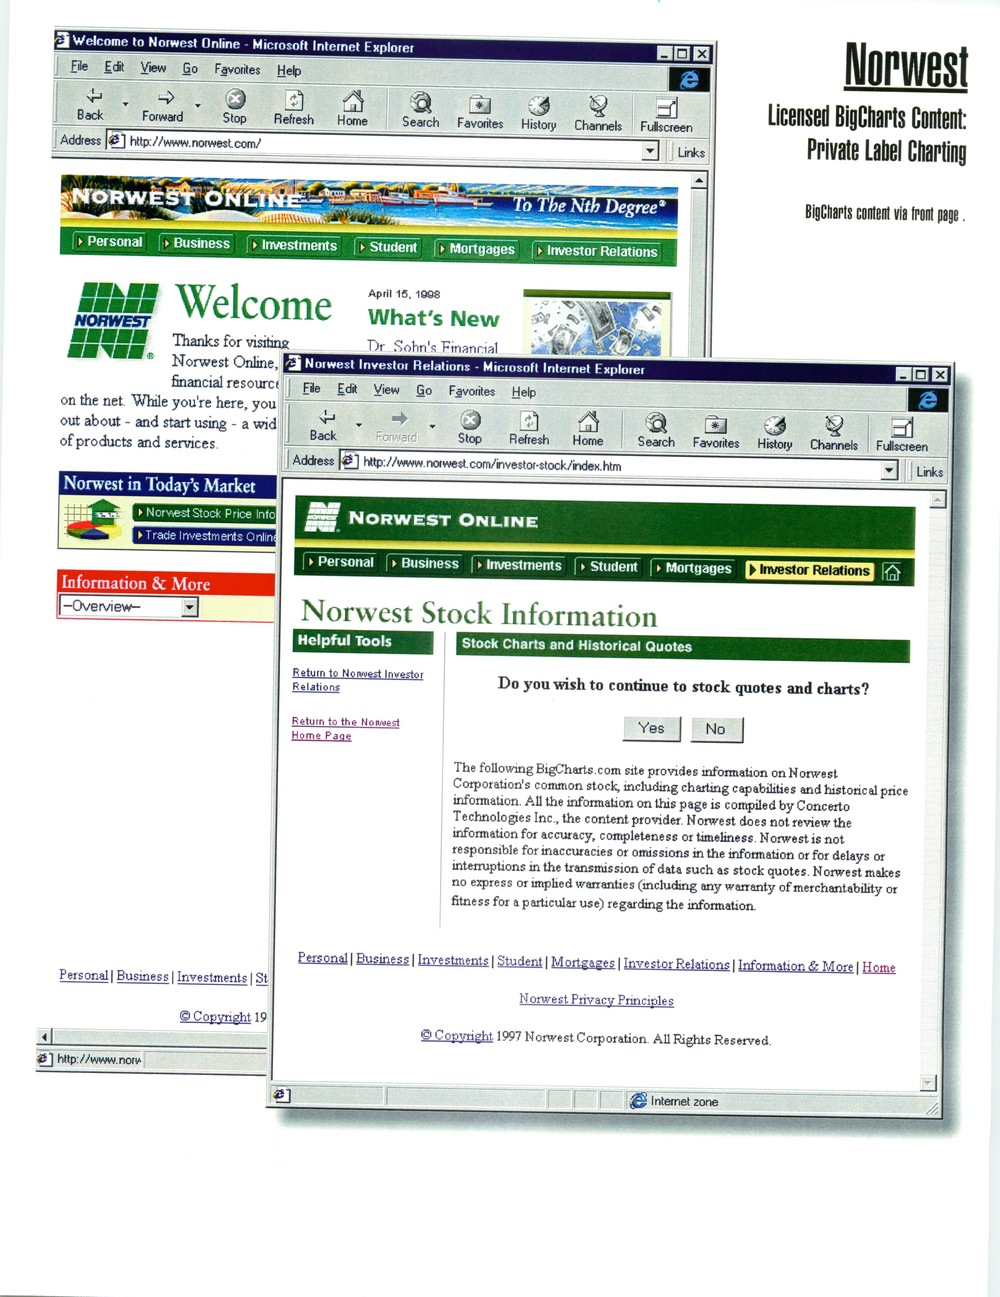 Norwest
Licensed BigCharts Content:
Private Label Charting
BigCharts content via front page .
Welcome to Norwest Online - Microsoft Internet Explorer
File Edit View Go Favorites Help
Back Forward Stop Refresh Home Search Favorites History Channels Fullscreen
Address http://www.norwest.com/ Links
NORWEST ONLINE To The Nth Degree®
Personal Business Investments Student Mortgages Investor Relations
NORWEST ®
Welcome
Thanks for visiting
Norwest Online,
financial resource
on the net. While you're here, you
out about - and start using - a wid
of products and services.
April 15, 1998
What's New
Dr. Sohn's Financial
Norwest in Today's Market
Norwest Stock Price Info
Trade Investments Online
Information & More
--Overview--
Personal | Business | Investments | St
© Copyright 19
http://www.norw
Norwest Investor Relations - Microsoft Internet Explorer
File Edit View Go Favorites Help
Back Forward Stop Refresh Home Search Favorites History Channels Fullscreen
Address http://www.norwest.com/investor-stock/index.htm Links
NORWEST ONLINE
Personal Business Investments Student Mortgages Investor Relations
Norwest Stock Information
Helpful Tools
Return to Norwest Investor
Relations
Return to the Norwest
Home Page
Stock Charts and Historical Quotes
Do you wish to continue to stock quotes and charts?
Yes No
The following BigCharts.com site provides information on Norwest
Corporation's common stock, including charting capabilities and historical price
information. All the information on this page is compiled by Concerto
Technologies Inc., the content provider. Norwest does not review the
information for accuracy, completeness or timeliness. Norwest is not
responsible for inaccuracies or omissions in the information or for delays or
interruptions in the transmission of data such as stock quotes. Norwest makes
no express or implied warranties (including any warranty of merchantability or
fitness for a particular use) regarding the information.
Personal | Business | Investments | Student | Mortgages | Investor Relations | Information & More | Home
Norwest Privacy Principles
© Copyright 1997 Norwest Corporation. All Rights Reserved.
Internet zone